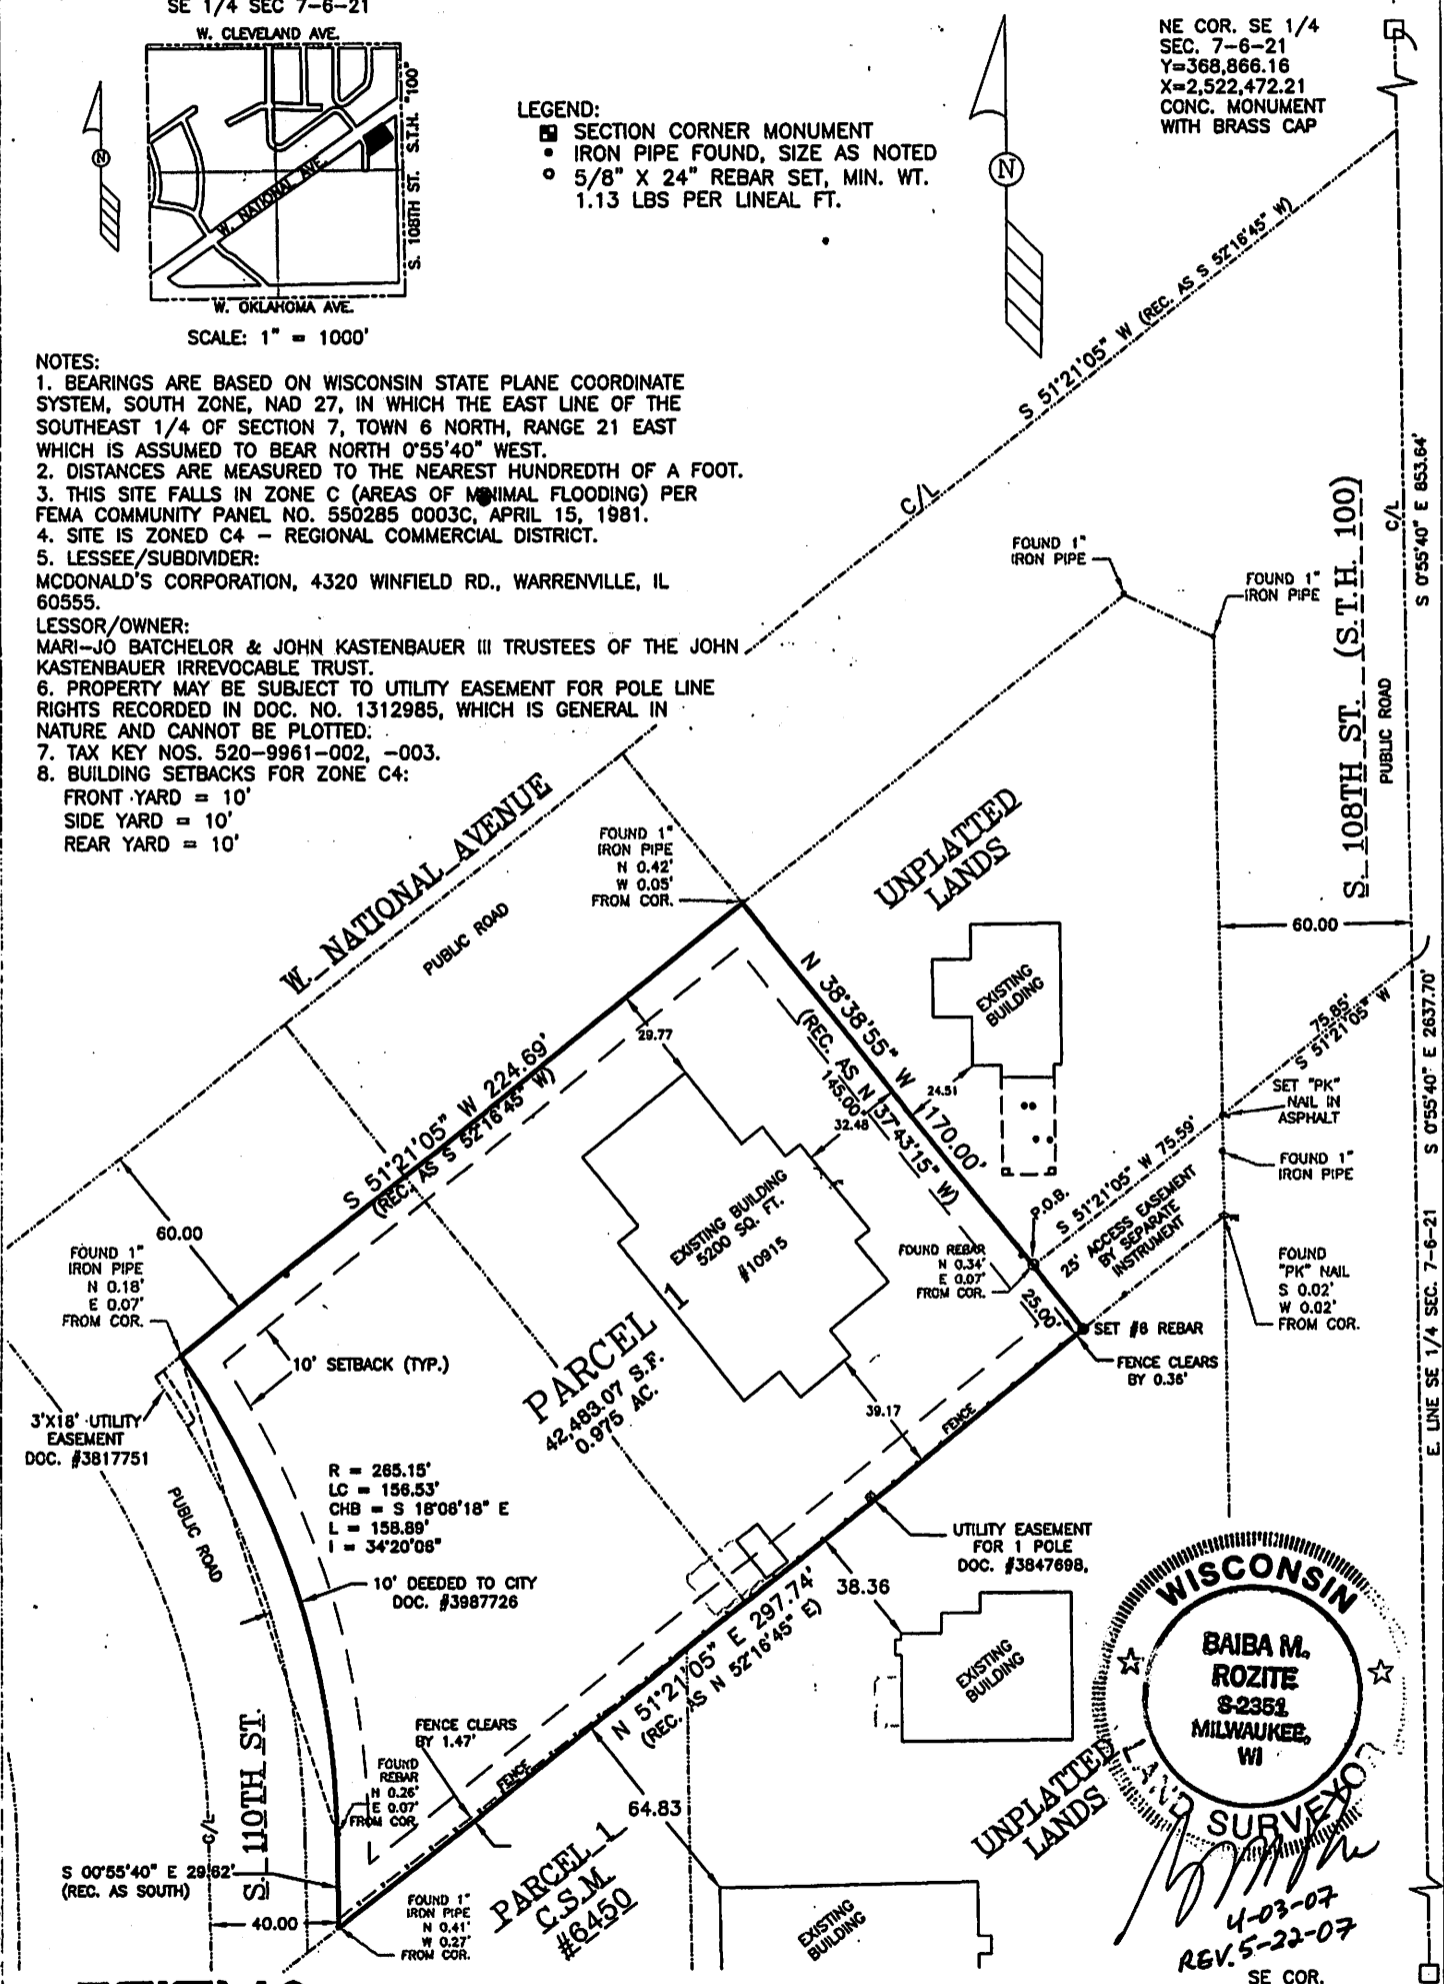 SE 1/4 SEC 7-6-21
W. CLEVELAND AVE.
S. 108TH ST. S.T.H. "100"
W. NATIONAL AVE.
N
W. OKLAHOMA AVE.
SCALE: 1" = 1000'
LEGEND:
SECTION CORNER MONUMENT
IRON PIPE FOUND, SIZE AS NOTED
5/8" X 24" REBAR SET, MIN. WT.
1.13 LBS PER LINEAL FT.
N
NE COR. SE 1/4
SEC. 7-6-21
Y=368,866.16
X=2,522,472.21
CONC. MONUMENT
WITH BRASS CAP
NOTES:
1. BEARINGS ARE BASED ON WISCONSIN STATE PLANE COORDINATE
SYSTEM, SOUTH ZONE, NAD 27, IN WHICH THE EAST LINE OF THE
SOUTHEAST 1/4 OF SECTION 7, TOWN 6 NORTH, RANGE 21 EAST
WHICH IS ASSUMED TO BEAR NORTH 0°55'40" WEST.
2. DISTANCES ARE MEASURED TO THE NEAREST HUNDREDTH OF A FOOT.
3. THIS SITE FALLS IN ZONE C (AREAS OF MINIMAL FLOODING) PER
FEMA COMMUNITY PANEL NO. 550285 0003C, APRIL 15, 1981.
4. SITE IS ZONED C4 – REGIONAL COMMERCIAL DISTRICT.
5. LESSEE/SUBDIVIDER:
MCDONALD'S CORPORATION, 4320 WINFIELD RD., WARRENVILLE, IL
60555.
LESSOR/OWNER:
MARI-JO BATCHELOR & JOHN KASTENBAUER III TRUSTEES OF THE JOHN
KASTENBAUER IRREVOCABLE TRUST.
6. PROPERTY MAY BE SUBJECT TO UTILITY EASEMENT FOR POLE LINE
RIGHTS RECORDED IN DOC. NO. 1312985, WHICH IS GENERAL IN
NATURE AND CANNOT BE PLOTTED.
7. TAX KEY NOS. 520-9961-002, -003.
8. BUILDING SETBACKS FOR ZONE C4:
FRONT YARD = 10'
SIDE YARD = 10'
REAR YARD = 10'
S 51°21'05" W (REC. AS S 52°16'45" W)
C/L
FOUND 1"
IRON PIPE
FOUND 1"
IRON PIPE
S. 108TH ST. (S.T.H. 100)
PUBLIC ROAD
C/L
S 0°55'40" E 853.64'
W. NATIONAL AVENUE
PUBLIC ROAD
FOUND 1"
IRON PIPE
N 0.42'
W 0.05'
FROM COR.
UNPLATTED
LANDS
60.00
EXISTING
BUILDING
N 38°38'55" W 170.00'
(REC. AS N 37°43'15" W)
145.00'
24.51
32.48
29.77
S 51°21'05" W 224.69'
(REC. AS S 52°16'45" W)
75.85'
S 51°21'05" W
SET "PK"
NAIL IN
ASPHALT
FOUND 1"
IRON PIPE
S 51°21'05" W 75.59'
25' ACCESS EASEMENT
BY SEPARATE
INSTRUMENT
P.O.B.
FOUND REBAR
N 0.34'
E 0.07'
FROM COR.
25.00'
SET #6 REBAR
FENCE CLEARS
BY 0.36'
FOUND
"PK" NAIL
S 0.02'
W 0.02'
FROM COR.
E. LINE SE 1/4 SEC. 7-6-21 S 0°55'40" E 2637.70'
EXISTING BUILDING
5200 SQ. FT.
#10915
60.00
FOUND 1"
IRON PIPE
N 0.18'
E 0.07'
FROM COR.
10' SETBACK (TYP.)
PARCEL 1
42,483.07 S.F.
0.975 AC.
39.17
FENCE
3'X18' UTILITY
EASEMENT
DOC. #3817751
PUBLIC ROAD
R = 265.15'
LC = 156.53'
CHB = S 18°08'18" E
L = 158.89'
I = 34°20'06"
10' DEEDED TO CITY
DOC. #3987726
UTILITY EASEMENT
FOR 1 POLE
DOC. #3847698.
38.36
EXISTING
BUILDING
N 51°21'05" E 297.74'
(REC. AS N 52°16'45" E)
FENCE CLEARS
BY 1.47'
FENCE
FOUND
REBAR
N 0.26'
E 0.07'
FROM COR.
64.83
S. 110TH ST.
C/L
S 00°55'40" E 29.62'
(REC. AS SOUTH)
40.00
FOUND 1"
IRON PIPE
N 0.41'
W 0.27'
FROM COR.
PARCEL 1
C.S.M.
#6450
EXISTING
BUILDING
UNPLATTED
LANDS
WISCONSIN
BAIBA M.
ROZITE
S-2351
MILWAUKEE,
WI
LAND SURVEYOR
4-03-07
REV. 5-22-07
SE COR.